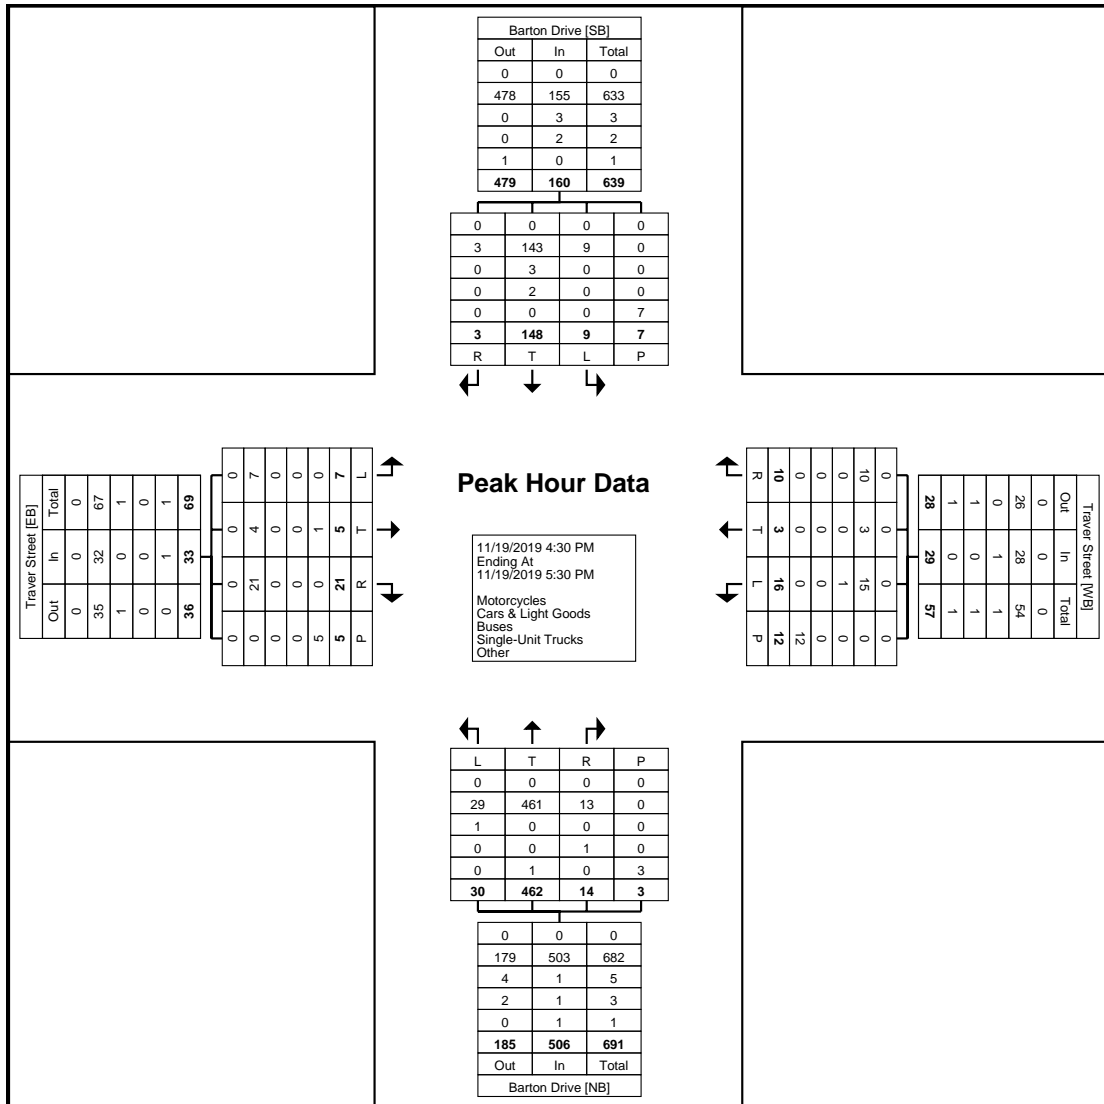 Barton Drive [SB]
Out In Total
0 0 0
478 155 633
0 3 3
0 2 2
1 0 1
479 160 639
0 0 0 0
3 143 9 0
0 3 0 0
0 2 0 0
0 0 0 7
3 148 9 7
R T L P
Traver Street [EB]
Total 0 67 1 0 1 69
In 0 32 0 0 1 33
Out 0 35 1 0 0 36
0 7 0 0 0 7 L
0 4 0 0 1 5 T
0 21 0 0 0 21 R
0 0 0 0 5 5 P
Peak Hour Data
11/19/2019 4:30 PM
Ending At
11/19/2019 5:30 PM
Motorcycles
Cars & Light Goods
Buses
Single-Unit Trucks
Other
R 10 0 0 0 10 0
T 3 0 0 0 3 0
L 16 0 0 1 15 0
P 12 12 0 0 0 0
28 1 1 0 26 0 Out
29 0 0 1 28 0 In
57 1 1 1 54 0 Total
Traver Street [WB]
L T R P
0 0 0 0
29 461 13 0
1 0 0 0
0 0 1 0
0 1 0 3
30 462 14 3
0 0 0
179 503 682
4 1 5
2 1 3
0 1 1
185 506 691
Out In Total
Barton Drive [NB]